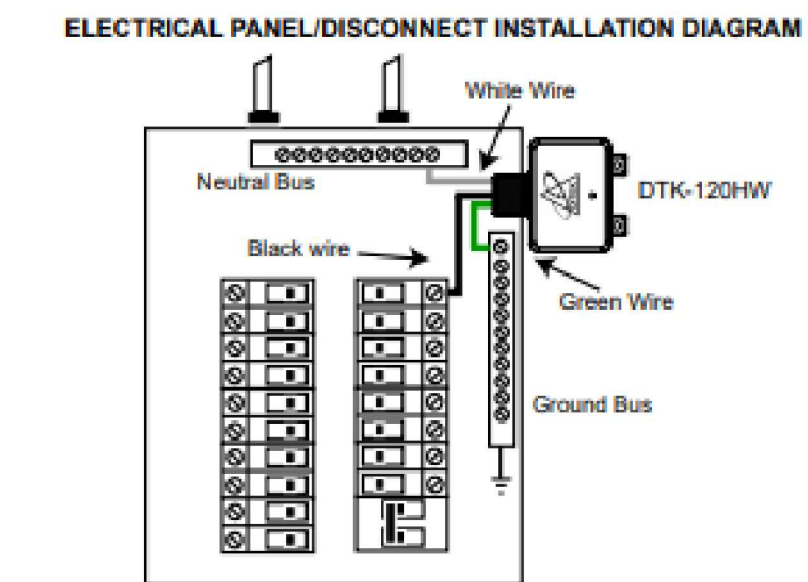 ELECTRICAL PANEL/DISCONNECT INSTALLATION DIAGRAM
White Wire
Neutral Bus
DTK-120HW
Black wire
Green Wire
Ground Bus